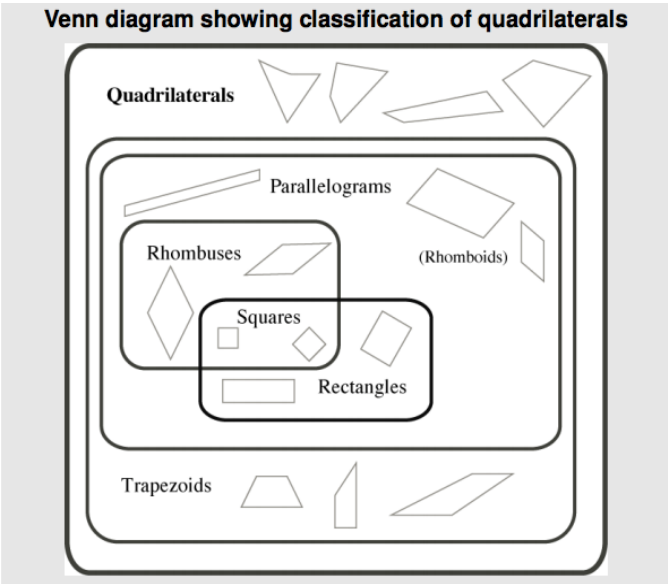 Venn diagram showing classification of quadrilaterals
Quadrilaterals
Parallelograms
Rhombuses
(Rhomboids)
Squares
Rectangles
Trapezoids